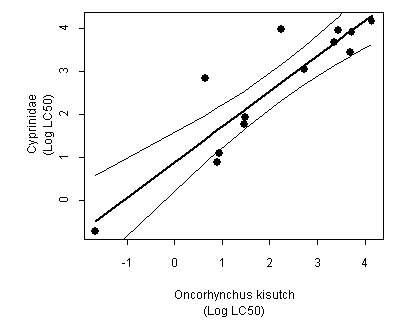 4
3
2
1
0
Cyprinidae
(Log LC50)
-1 0 1 2 3 4
Oncorhynchus kisutch
(Log LC50)